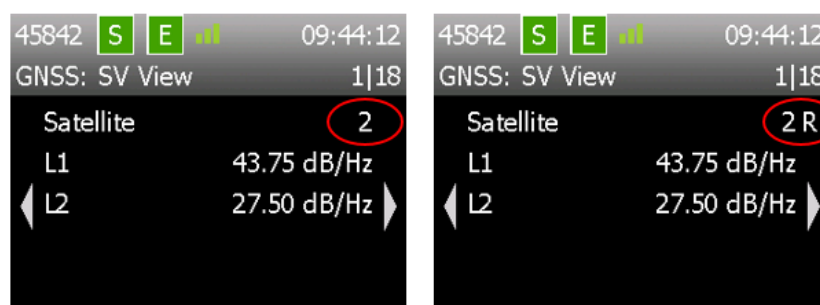 45842 S E 09:44:12
GNSS: SV View 1|18
Satellite 2
L1 43.75 dB/Hz
L2 27.50 dB/Hz
45842 S E 09:44:12
GNSS: SV View 1|18
Satellite 2 R
L1 43.75 dB/Hz
L2 27.50 dB/Hz